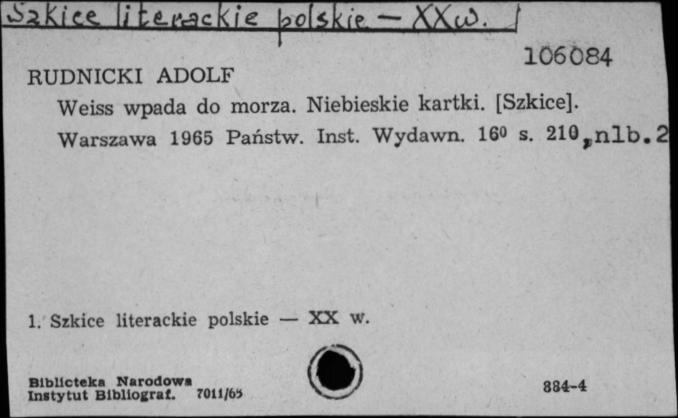 Szkice literackie polskie — XX w.
106084
RUDNICKI ADOLF
Weiss wpada do morza. Niebieskie kartki. [Szkice].
Warszawa 1965 Państw. Inst. Wydawn. 16⁰ s. 210, nlb. 2
1. Szkice literackie polskie — XX w.
Biblioteka Narodowa
Instytut Bibliograf. 7011/65
884-4